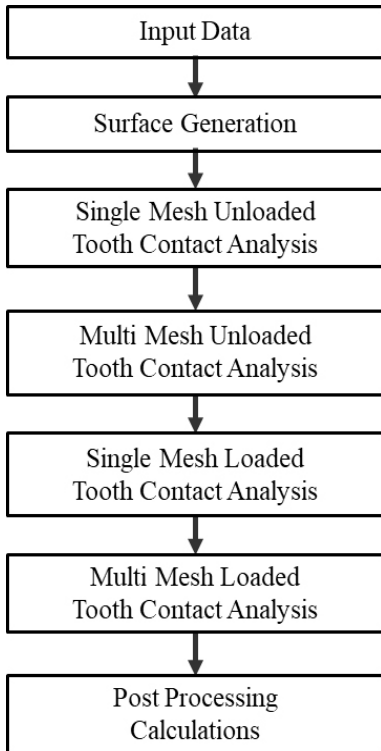 Input Data
Surface Generation
Single Mesh Unloaded
Tooth Contact Analysis
Multi Mesh Unloaded
Tooth Contact Analysis
Single Mesh Loaded
Tooth Contact Analysis
Multi Mesh Loaded
Tooth Contact Analysis
Post Processing
Calculations